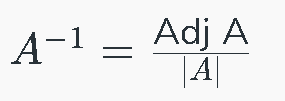 A⁻¹ = Adj A / |A|